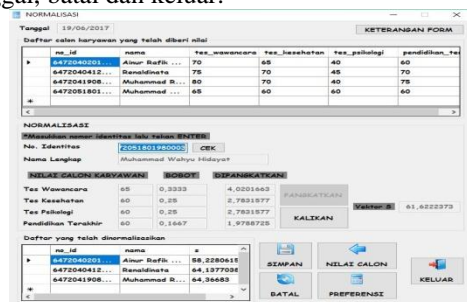 gal, batal dan keluar.
NORMALISASI
Tanggal 19/06/2017 KETERANGAN FORM
Daftar calon karyawan yang telah diberi nilai
no_id nama tes_wawancara tes_kesehatan tes_psikologi pendidikan_te
6472040201... Ainur Rofik ... 70 65 40 60
6472040412... Renaldinata 75 70 45 70
6472041908... Muhammad R... 80 70 40 75
6472051801... Muhammad ... 65 60 60 60
NORMALISASI
*Masukkan nomor identitas lalu tekan ENTER
No. Identitas 72051801980003 CEK
Nama Lengkap Muhammad Wahyu Hidayat
NILAI CALON KARYAWAN BOBOT DIPANGKATKAN
Tes Wawancara 65 0,3333 4,0201663
PANGKATKAN
Tes Kesehatan 60 0,25 2,7831577
Vektor S 61,6222373
Tes Psikologi 60 0,25 2,7831577
KALIKAN
Pendidikan Terakhir 60 0,1667 1,9788725
Daftar yang telah dinormalisasikan
no_id nama s
6472040201... Ainur Rofik ... 58,2280615
6472040412... Renaldinata 64,1377038
6472041908... Muhammad R... 64,36683
SIMPAN NILAI CALON
KELUAR
BATAL PREFERENSI